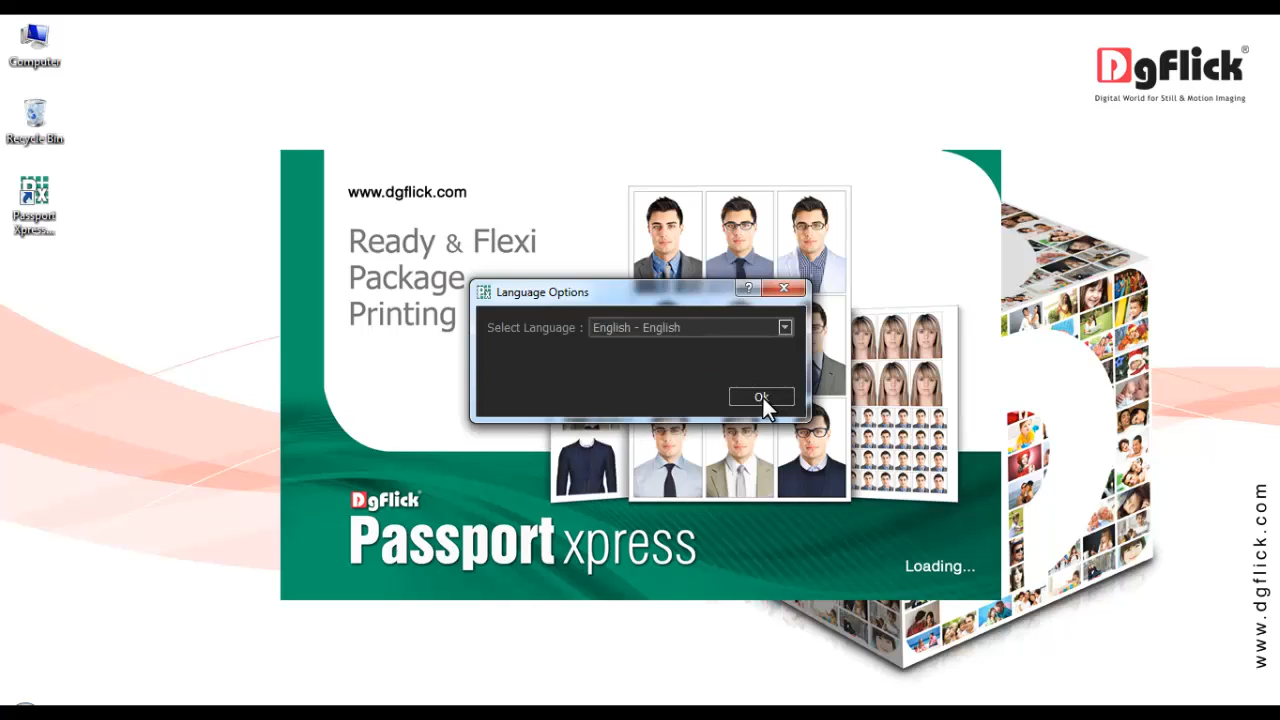 Computer
Recycle Bin
Passport
Xpress...
DgFlick®
Digital World for Still & Motion Imaging
www.dgflick.com
Ready & Flexi
Package
Printing
Language Options
?
Select Language :
English - English
Ok
DgFlick
Passport xpress
Loading...
www.dgflick.com